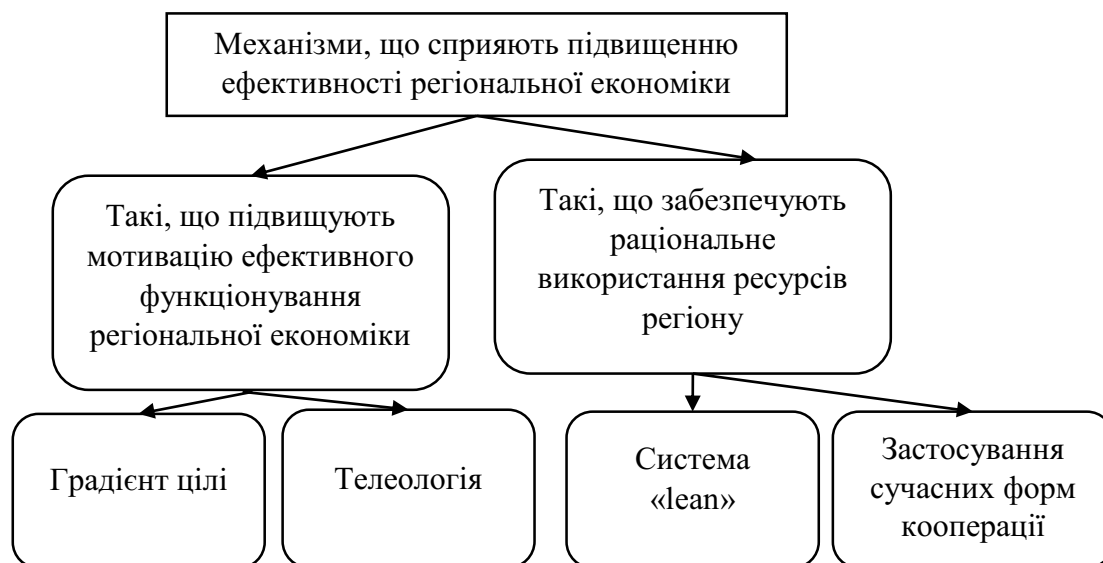 Механізми, що сприяють підвищенню
ефективності регіональної економіки
Такі, що підвищують
мотивацію ефективного
функціонування
регіональної економіки
Такі, що забезпечують
раціональне
використання ресурсів
регіону
Градієнт цілі
Телеологія
Система
«lean»
Застосування
сучасних форм
кооперації